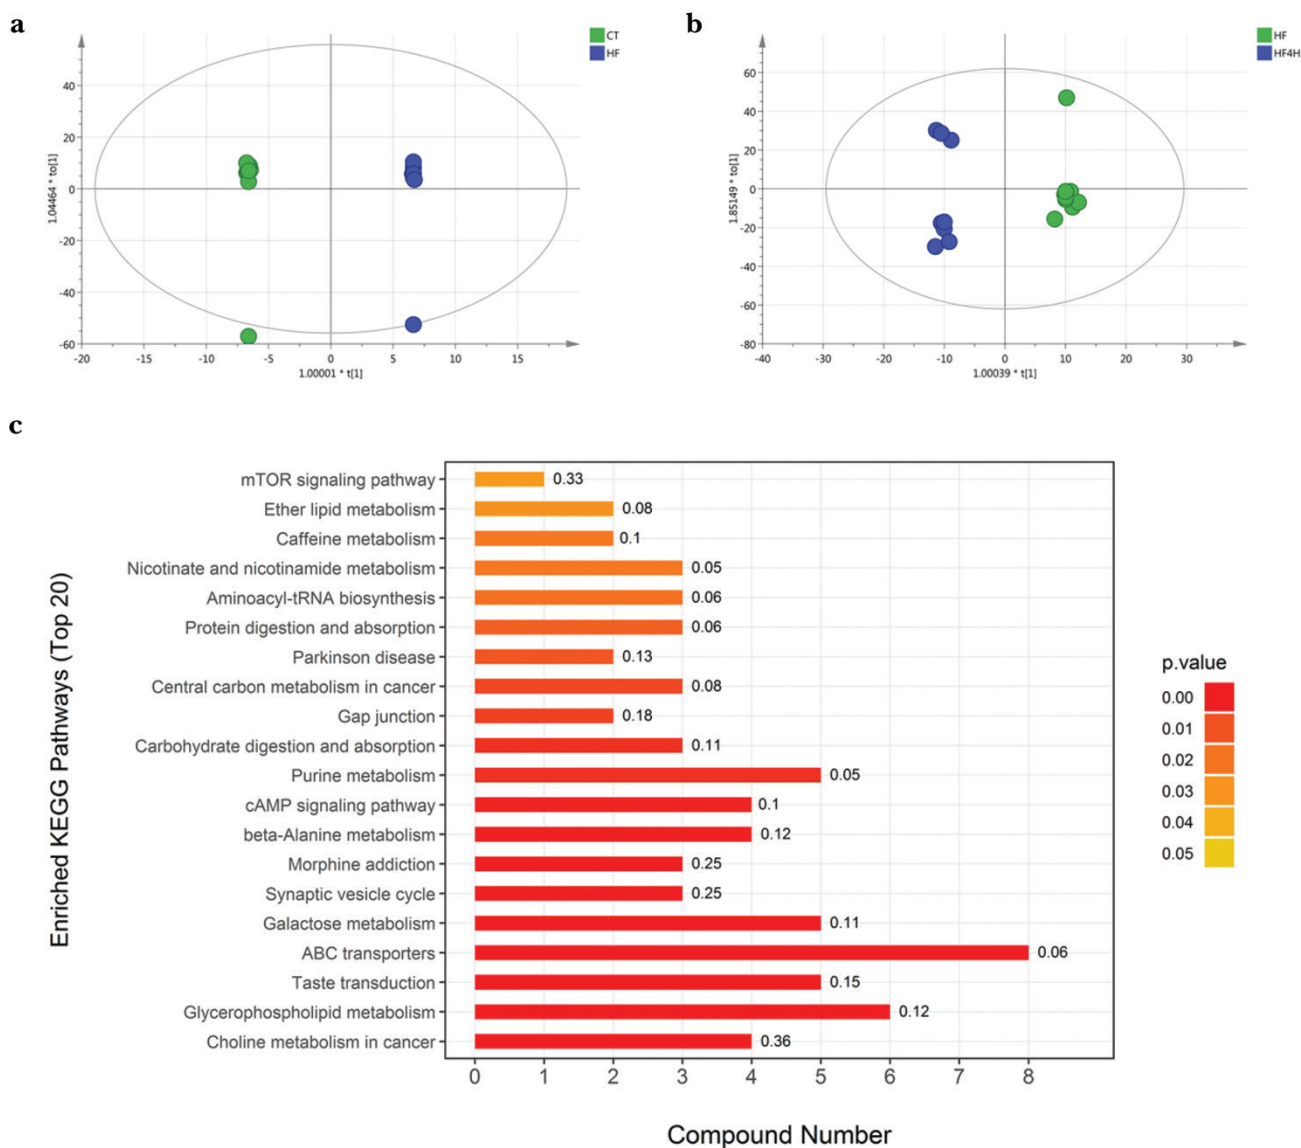 a
CT
HF
40
20
0
-20
-40
-60
-20
-15
-10
-5
0
5
10
15
1.04464 * to[1]
1.00001 * t[1]
b
HF
HF4H
60
40
20
0
-20
-40
-60
-80
-40
-30
-20
-10
0
10
20
30
1.85149 * to[1]
1.00039 * t[1]
c
Enriched KEGG Pathways (Top 20)
mTOR signaling pathway 0.33
Ether lipid metabolism 0.08
Caffeine metabolism 0.1
Nicotinate and nicotinamide metabolism 0.05
Aminoacyl-tRNA biosynthesis 0.06
Protein digestion and absorption 0.06
Parkinson disease 0.13
Central carbon metabolism in cancer 0.08
Gap junction 0.18
Carbohydrate digestion and absorption 0.11
Purine metabolism 0.05
cAMP signaling pathway 0.1
beta-Alanine metabolism 0.12
Morphine addiction 0.25
Synaptic vesicle cycle 0.25
Galactose metabolism 0.11
ABC transporters 0.06
Taste transduction 0.15
Glycerophospholipid metabolism 0.12
Choline metabolism in cancer 0.36
0 1 2 3 4 5 6 7 8
Compound Number
p.value
0.00
0.01
0.02
0.03
0.04
0.05